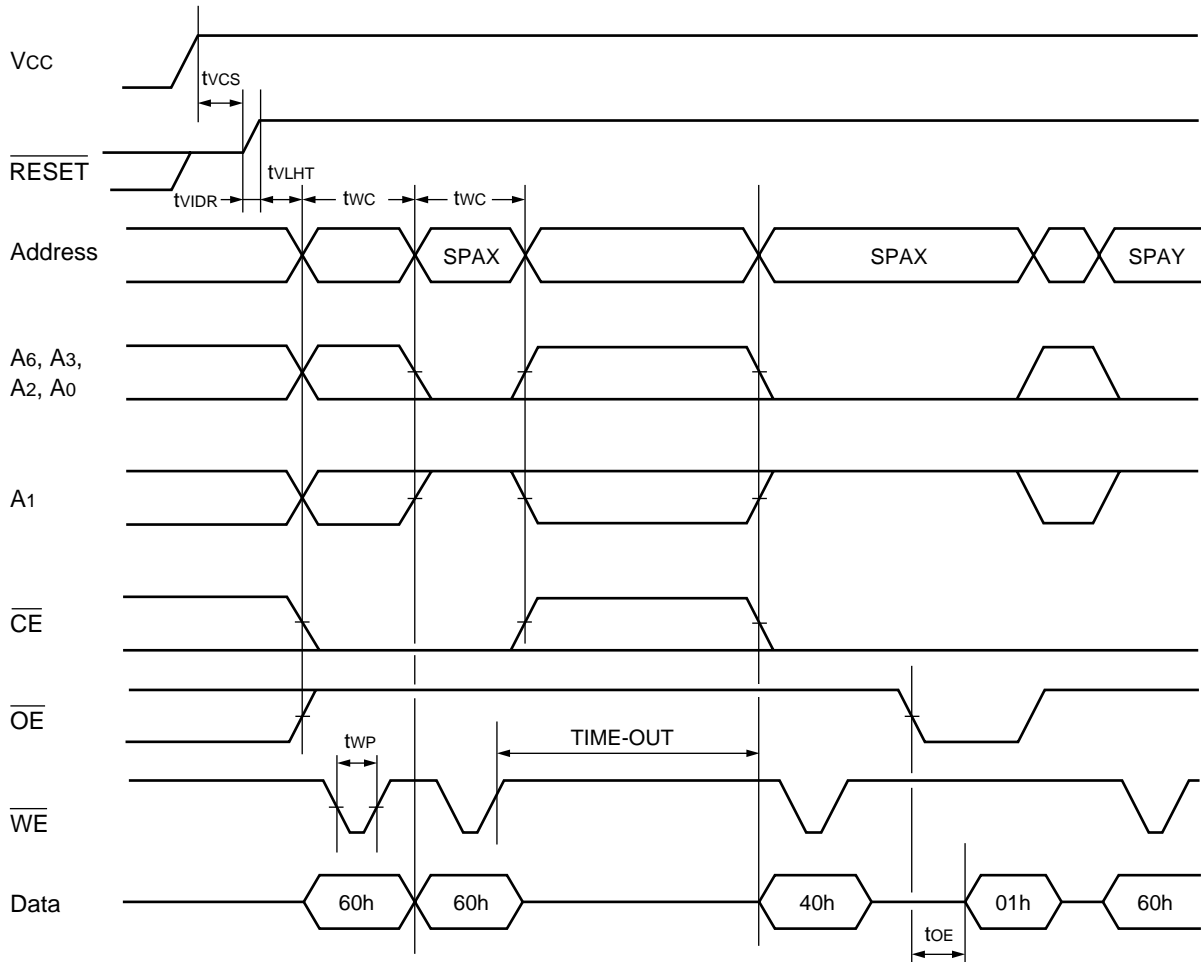 VCC
tVCS
RESET
tVLHT
tVIDR
tWC
tWC
Address
SPAX
SPAX
SPAY
A6, A3,
A2, A0
A1
CE
OE
tWP
TIME-OUT
WE
Data
60h
60h
40h
01h
60h
tOE